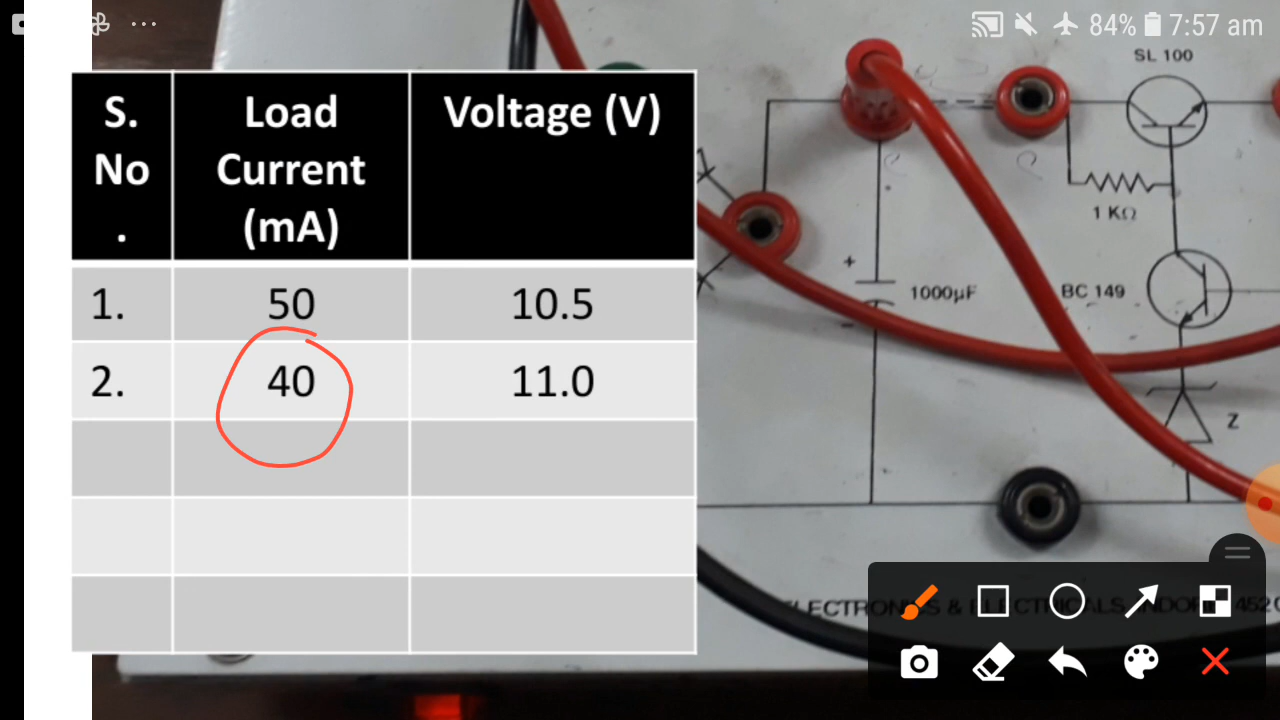 84% 7:57 am
SL 100
S. No . Load Current (mA) Voltage (V)
1. 50 10.5
2. 40 11.0
1 KΩ
+
1000µF
BC 149
-
Z
&